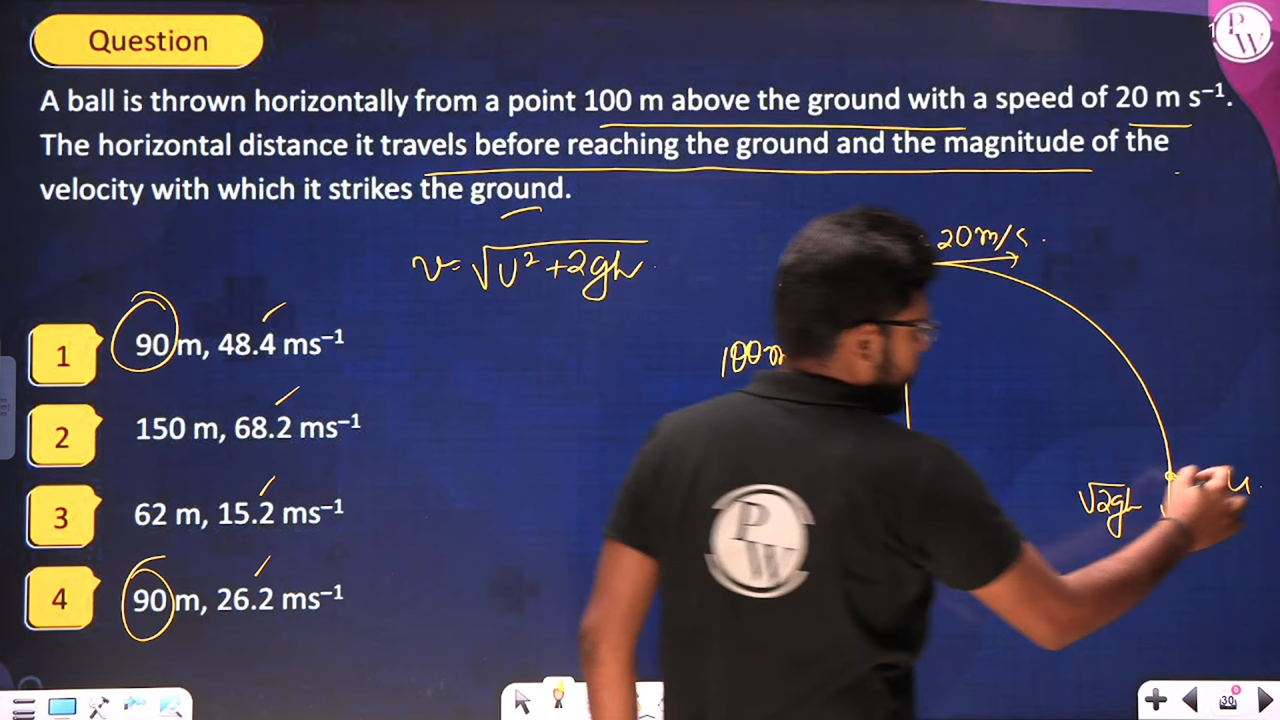 Question
A ball is thrown horizontally from a point 100 m above the ground with a speed of 20 m s⁻¹.
The horizontal distance it travels before reaching the ground and the magnitude of the
velocity with which it strikes the ground.
v = √(U² + 2gh)
20m/s
100m
√2gh
u
1 90 m, 48.4 ms⁻¹
2 150 m, 68.2 ms⁻¹
3 62 m, 15.2 ms⁻¹
4 90 m, 26.2 ms⁻¹
PW
PW
30